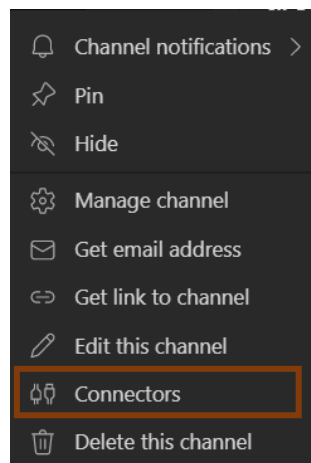 Channel notifications
Pin
Hide
Manage channel
Get email address
Get link to channel
Edit this channel
Connectors
Delete this channel